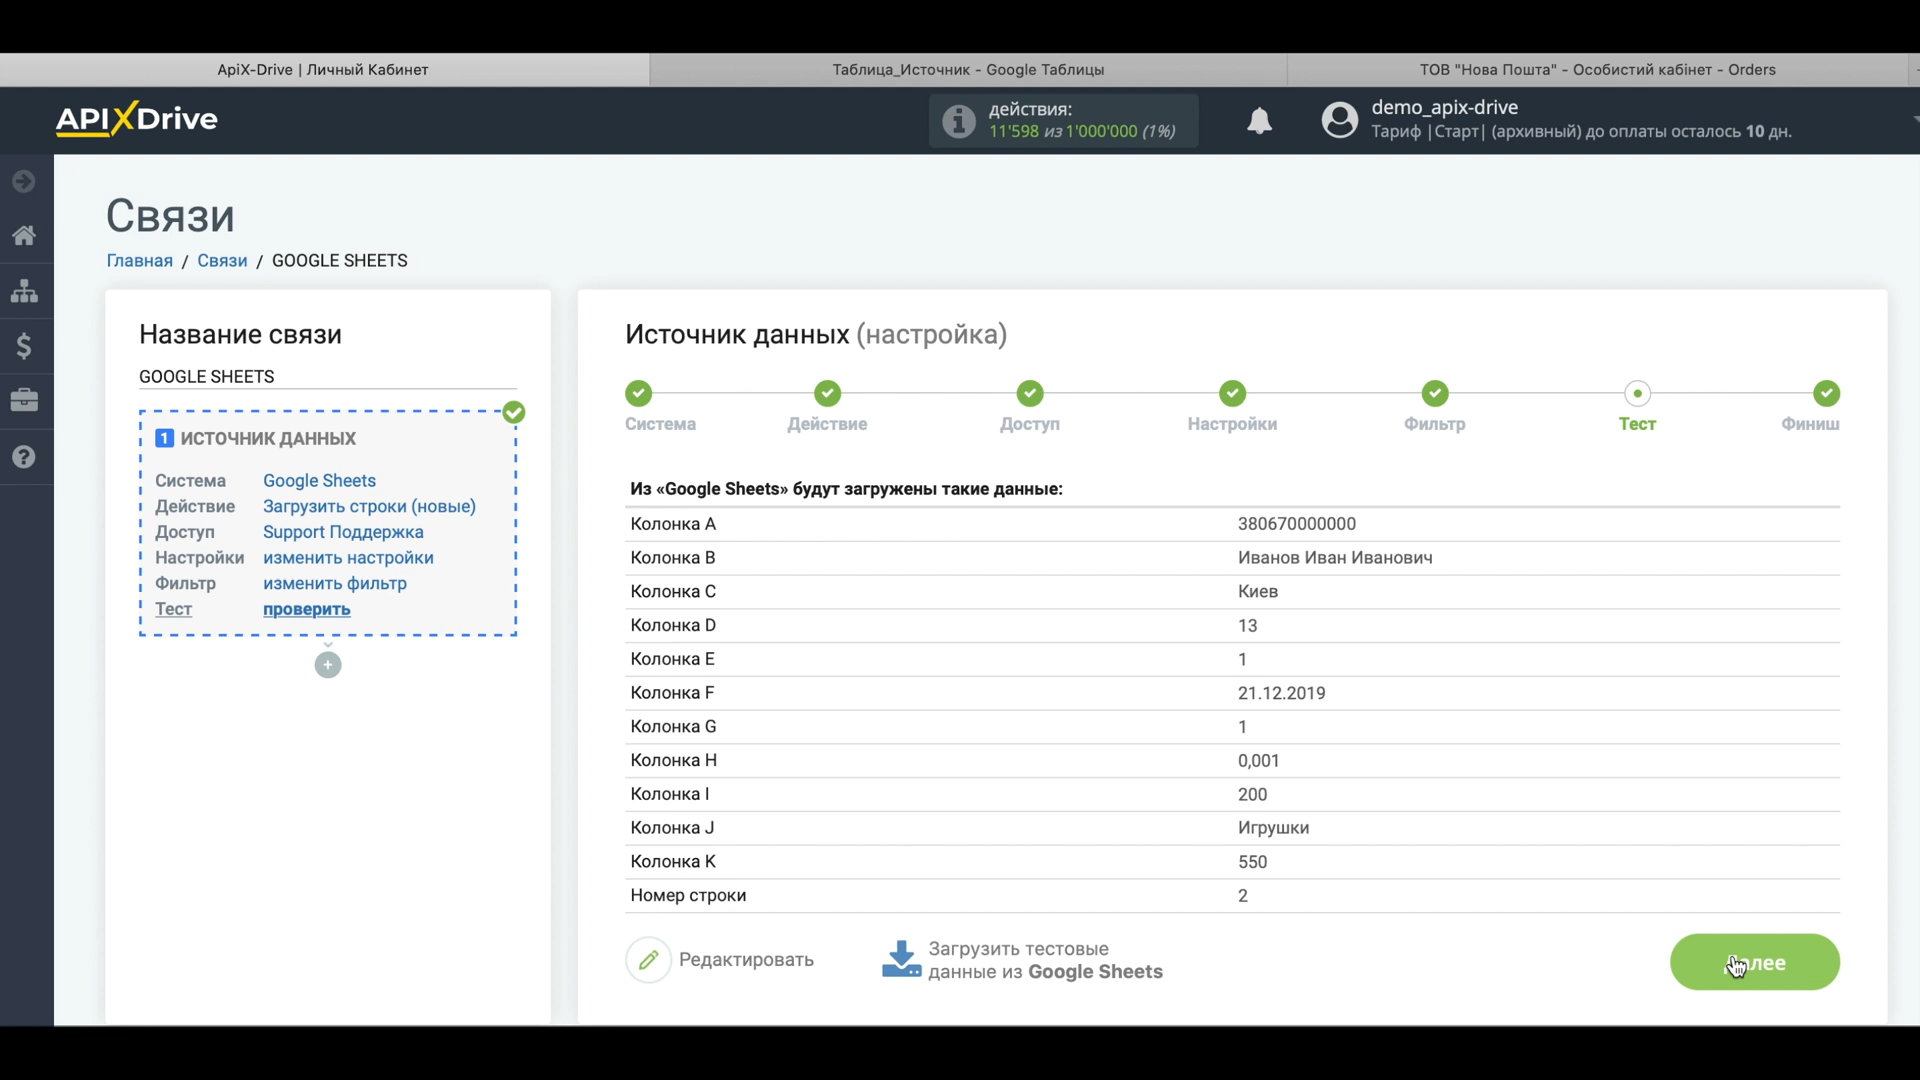 ApiX-Drive | Личный Кабинет
Таблица_Источник - Google Таблицы
ТОВ "Нова Пошта" - Особистий кабінет - Orders
APIXDrive
действия:
11'598 из 1'000'000 (1%)
demo_apix-drive
Тариф |Старт| (архивный) до оплаты осталось 10 дн.
Связи
Главная / Связи / GOOGLE SHEETS
Название связи
GOOGLE SHEETS
1 ИСТОЧНИК ДАННЫХ
Система Google Sheets
Действие Загрузить строки (новые)
Доступ Support Поддержка
Настройки изменить настройки
Фильтр изменить фильтр
Тест проверить
Источник данных (настройка)
Система Действие Доступ Настройки Фильтр Тест Финиш
Из «Google Sheets» будут загружены такие данные:
Колонка A 380670000000
Колонка B Иванов Иван Иванович
Колонка C Киев
Колонка D 13
Колонка E 1
Колонка F 21.12.2019
Колонка G 1
Колонка H 0,001
Колонка I 200
Колонка J Игрушки
Колонка K 550
Номер строки 2
Редактировать
Загрузить тестовые
данные из Google Sheets